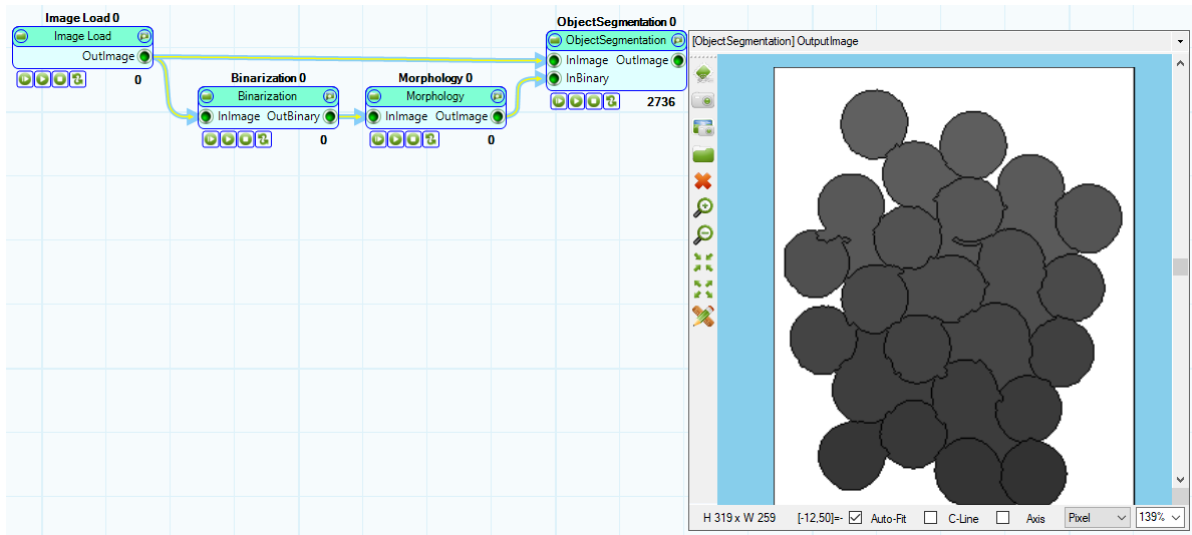 Image Load 0
Image Load
OutImage
0
Binarization 0
Binarization
InImage OutBinary
0
Morphology 0
Morphology
InImage OutImage
0
ObjectSegmentation 0
ObjectSegmentation
InImage OutImage
InBinary
2736
[ObjectSegmentation] OutputImage
H 319 x W 259 [-12,50]=- Auto-Fit C-Line Axis Pixel 139%